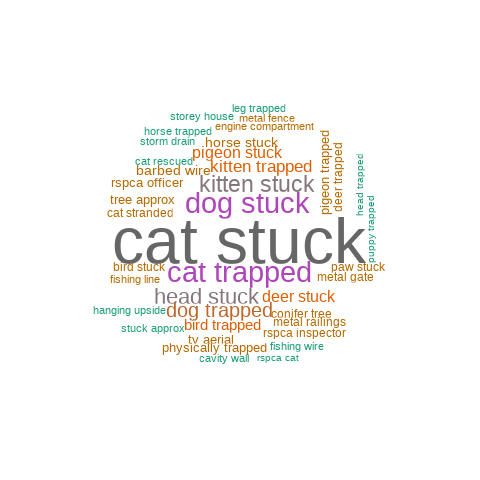 leg trapped
storey house
metal fence
engine compartment
horse trapped
storm drain
horse stuck
pigeon stuck
cat rescued
kitten trapped
barbed wire
rspca officer
kitten stuck
pigeon trapped
deer trapped
head trapped
puppy trapped
tree approx
dog stuck
cat stranded
cat stuck
bird stuck
cat trapped
paw stuck
fishing line
metal gate
head stuck
deer stuck
hanging upside
dog trapped
conifer tree
stuck approx
bird trapped
metal railings
tv aerial
rspca inspector
physically trapped
fishing wire
cavity wall
rspca cat